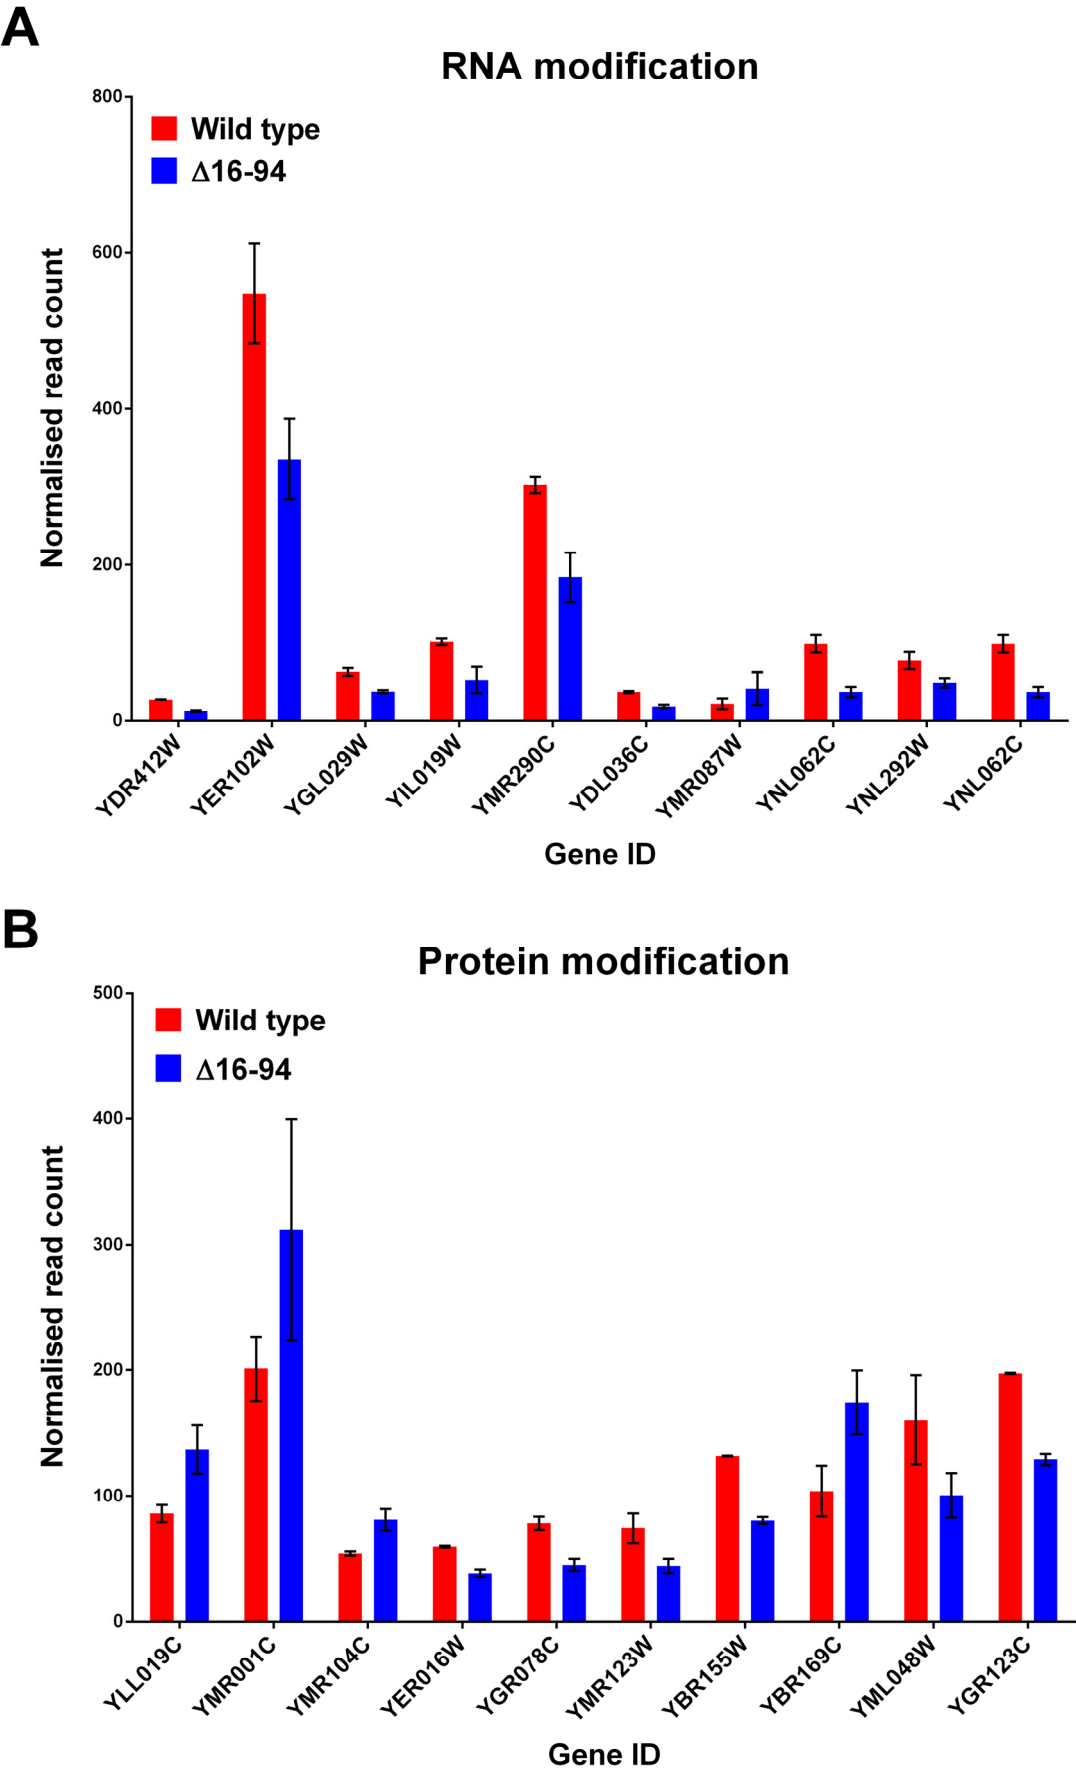 A
RNA modification
800
600
400
200
0
Normalised read count
Wild type
Δ16-94
YDR412W
YER102W
YGL029W
YIL019W
YMR290C
YDL036C
YMR087W
YNL062C
YNL292W
YNL062C
Gene ID
B
Protein modification
500
400
300
200
100
0
Normalised read count
Wild type
Δ16-94
YLL019C
YMR001C
YMR104C
YER016W
YGR078C
YMR123W
YBR155W
YBR169C
YML048W
YGR123C
Gene ID